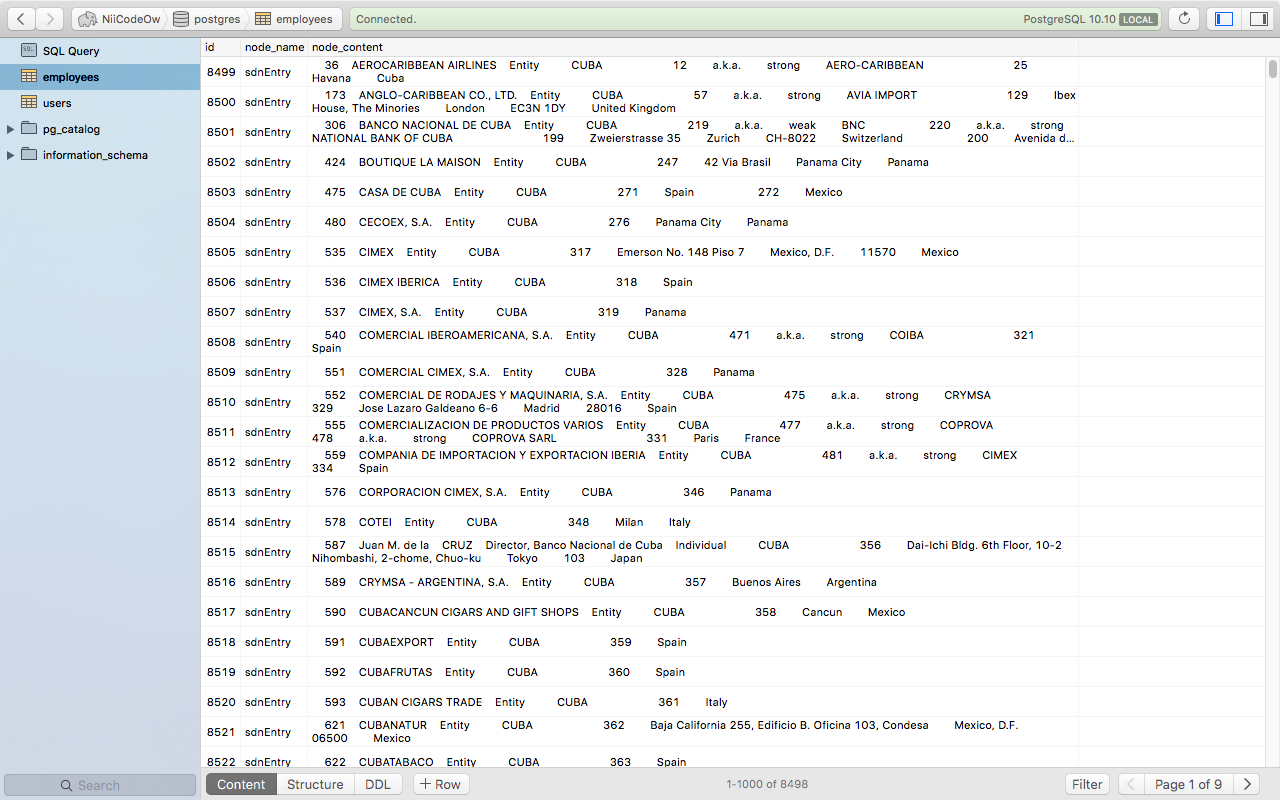 NiiCodeOw postgres employees Connected. PostgreSQL 10.10 LOCAL
SQL Query
employees
users
pg_catalog
information_schema
Search
id node_name node_content
8499 sdnEntry 36 AEROCARIBBEAN AIRLINES Entity CUBA 12 a.k.a. strong AERO-CARIBBEAN 25
Havana Cuba
8500 sdnEntry 173 ANGLO-CARIBBEAN CO., LTD. Entity CUBA 57 a.k.a. strong AVIA IMPORT 129 Ibex
House, The Minories London EC3N 1DY United Kingdom
8501 sdnEntry 306 BANCO NACIONAL DE CUBA Entity CUBA 219 a.k.a. weak BNC 220 a.k.a. strong
NATIONAL BANK OF CUBA 199 Zweierstrasse 35 Zurich CH-8022 Switzerland 200 Avenida d...
8502 sdnEntry 424 BOUTIQUE LA MAISON Entity CUBA 247 42 Via Brasil Panama City Panama
8503 sdnEntry 475 CASA DE CUBA Entity CUBA 271 Spain 272 Mexico
8504 sdnEntry 480 CECOEX, S.A. Entity CUBA 276 Panama City Panama
8505 sdnEntry 535 CIMEX Entity CUBA 317 Emerson No. 148 Piso 7 Mexico, D.F. 11570 Mexico
8506 sdnEntry 536 CIMEX IBERICA Entity CUBA 318 Spain
8507 sdnEntry 537 CIMEX, S.A. Entity CUBA 319 Panama
8508 sdnEntry 540 COMERCIAL IBEROAMERICANA, S.A. Entity CUBA 471 a.k.a. strong COIBA 321
Spain
8509 sdnEntry 551 COMERCIAL CIMEX, S.A. Entity CUBA 328 Panama
8510 sdnEntry 552 COMERCIAL DE RODAJES Y MAQUINARIA, S.A. Entity CUBA 475 a.k.a. strong CRYMSA
329 Jose Lazaro Galdeano 6-6 Madrid 28016 Spain
8511 sdnEntry 555 COMERCIALIZACION DE PRODUCTOS VARIOS Entity CUBA 477 a.k.a. strong COPROVA
478 a.k.a. strong COPROVA SARL 331 Paris France
8512 sdnEntry 559 COMPANIA DE IMPORTACION Y EXPORTACION IBERIA Entity CUBA 481 a.k.a. strong CIMEX
334 Spain
8513 sdnEntry 576 CORPORACION CIMEX, S.A. Entity CUBA 346 Panama
8514 sdnEntry 578 COTEI Entity CUBA 348 Milan Italy
8515 sdnEntry 587 Juan M. de la CRUZ Director, Banco Nacional de Cuba Individual CUBA 356 Dai-Ichi Bldg. 6th Floor, 10-2
Nihombashi, 2-chome, Chuo-ku Tokyo 103 Japan
8516 sdnEntry 589 CRYMSA - ARGENTINA, S.A. Entity CUBA 357 Buenos Aires Argentina
8517 sdnEntry 590 CUBACANCUN CIGARS AND GIFT SHOPS Entity CUBA 358 Cancun Mexico
8518 sdnEntry 591 CUBAEXPORT Entity CUBA 359 Spain
8519 sdnEntry 592 CUBAFRUTAS Entity CUBA 360 Spain
8520 sdnEntry 593 CUBAN CIGARS TRADE Entity CUBA 361 Italy
8521 sdnEntry 621 CUBANATUR Entity CUBA 362 Baja California 255, Edificio B. Oficina 103, Condesa Mexico, D.F.
06500 Mexico
8522 sdnEntry 622 CUBATABACO Entity CUBA 363 Spain
Content Structure DDL + Row 1-1000 of 8498 Filter Page 1 of 9